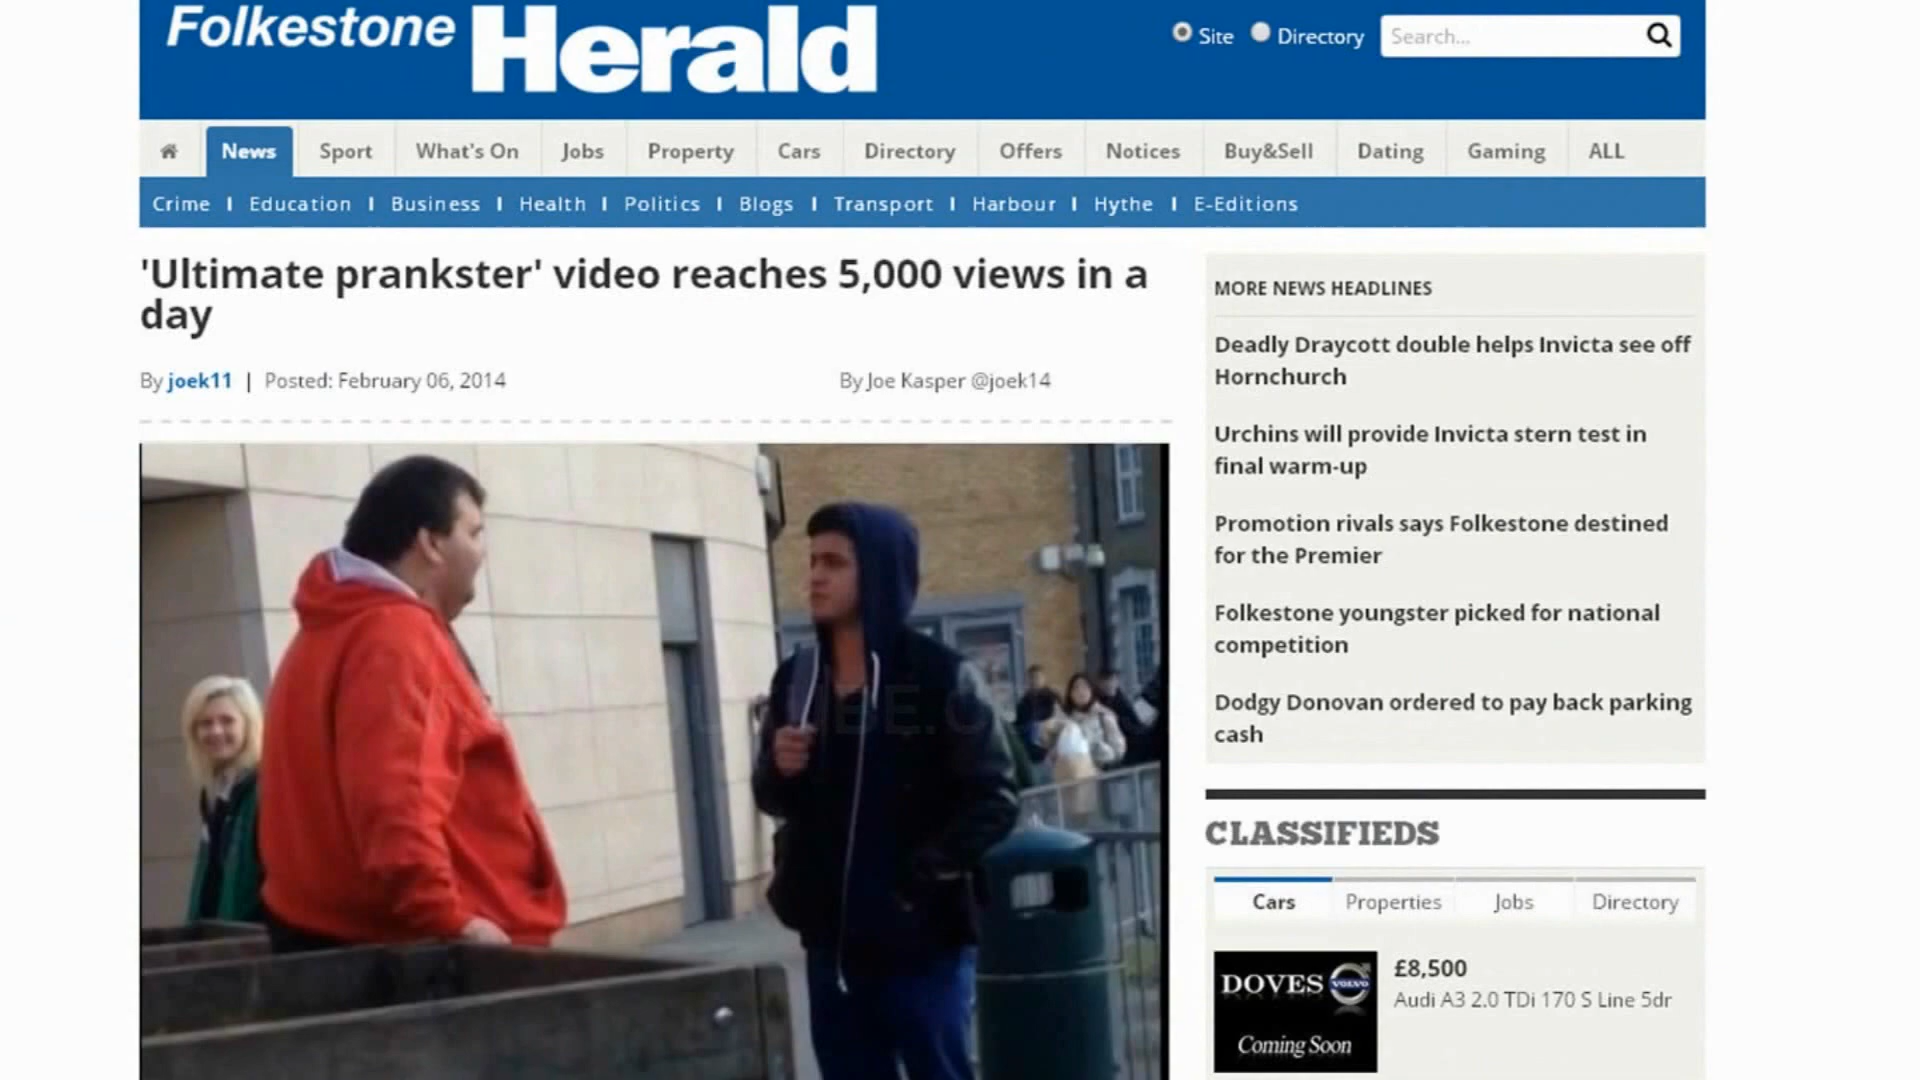 Folkestone Herald
Site Directory Search...
News Sport What's On Jobs Property Cars Directory Offers Notices Buy&Sell Dating Gaming ALL
Crime I Education I Business I Health I Politics I Blogs I Transport I Harbour I Hythe I E-Editions
'Ultimate prankster' video reaches 5,000 views in a
day
By joek11 | Posted: February 06, 2014
By Joe Kasper @joek14
MORE NEWS HEADLINES
Deadly Draycott double helps Invicta see off
Hornchurch
Urchins will provide Invicta stern test in
final warm-up
Promotion rivals says Folkestone destined
for the Premier
Folkestone youngster picked for national
competition
Dodgy Donovan ordered to pay back parking
cash
CLASSIFIEDS
Cars Properties Jobs Directory
DOVES VOLVO
Coming Soon
£8,500
Audi A3 2.0 TDi 170 S Line 5dr